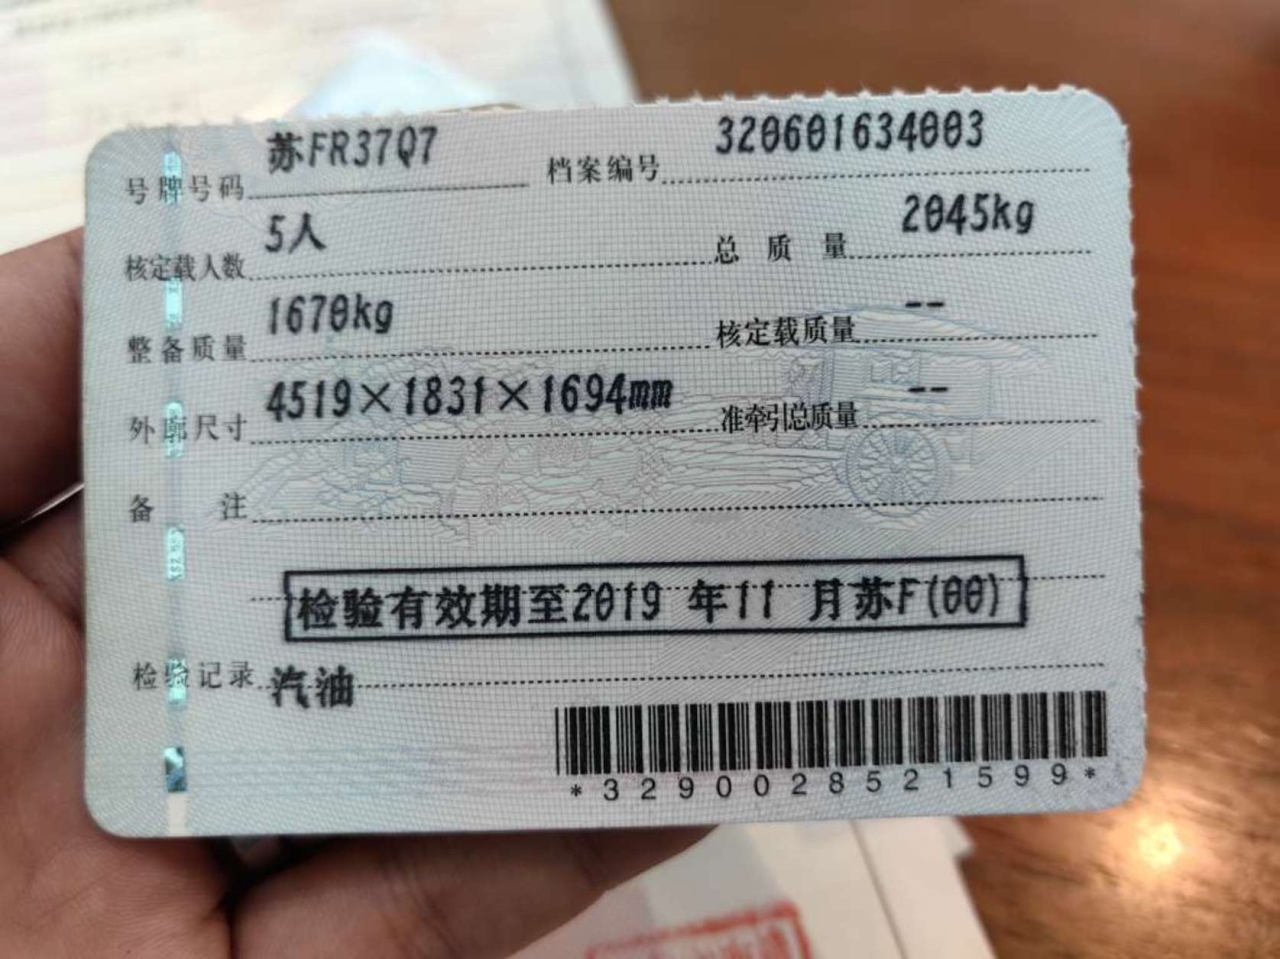 号牌号码 苏FR37Q7 档案编号 320601634003
核定载人数 5人 总质量 2045kg
整备质量 1670kg 核定载质量 --
外廓尺寸 4519×1831×1694mm 准牵引总质量 --
备注
检验有效期至2019 年11 月苏F(00)
检验记录 汽油
*3290028521599*